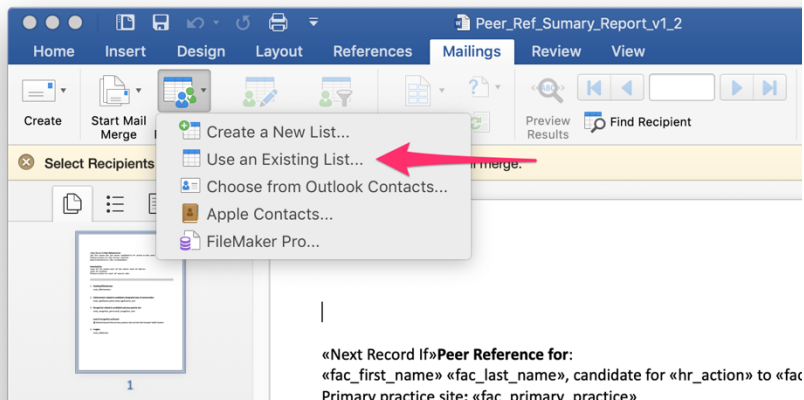 Peer_Ref_Sumary_Report_v1_2
Home Insert Design Layout References Mailings Review View
Create
Start Mail
Merge
Preview
Results
Find Recipient
Create a New List...
Use an Existing List...
Choose from Outlook Contacts...
Apple Contacts...
FileMaker Pro...
Select Recipients
merge.
1
«Next Record If»Peer Reference for:
«fac_first_name» «fac_last_name», candidate for «hr_action» to «fac
Primary practice site: «fac_primary_practice»